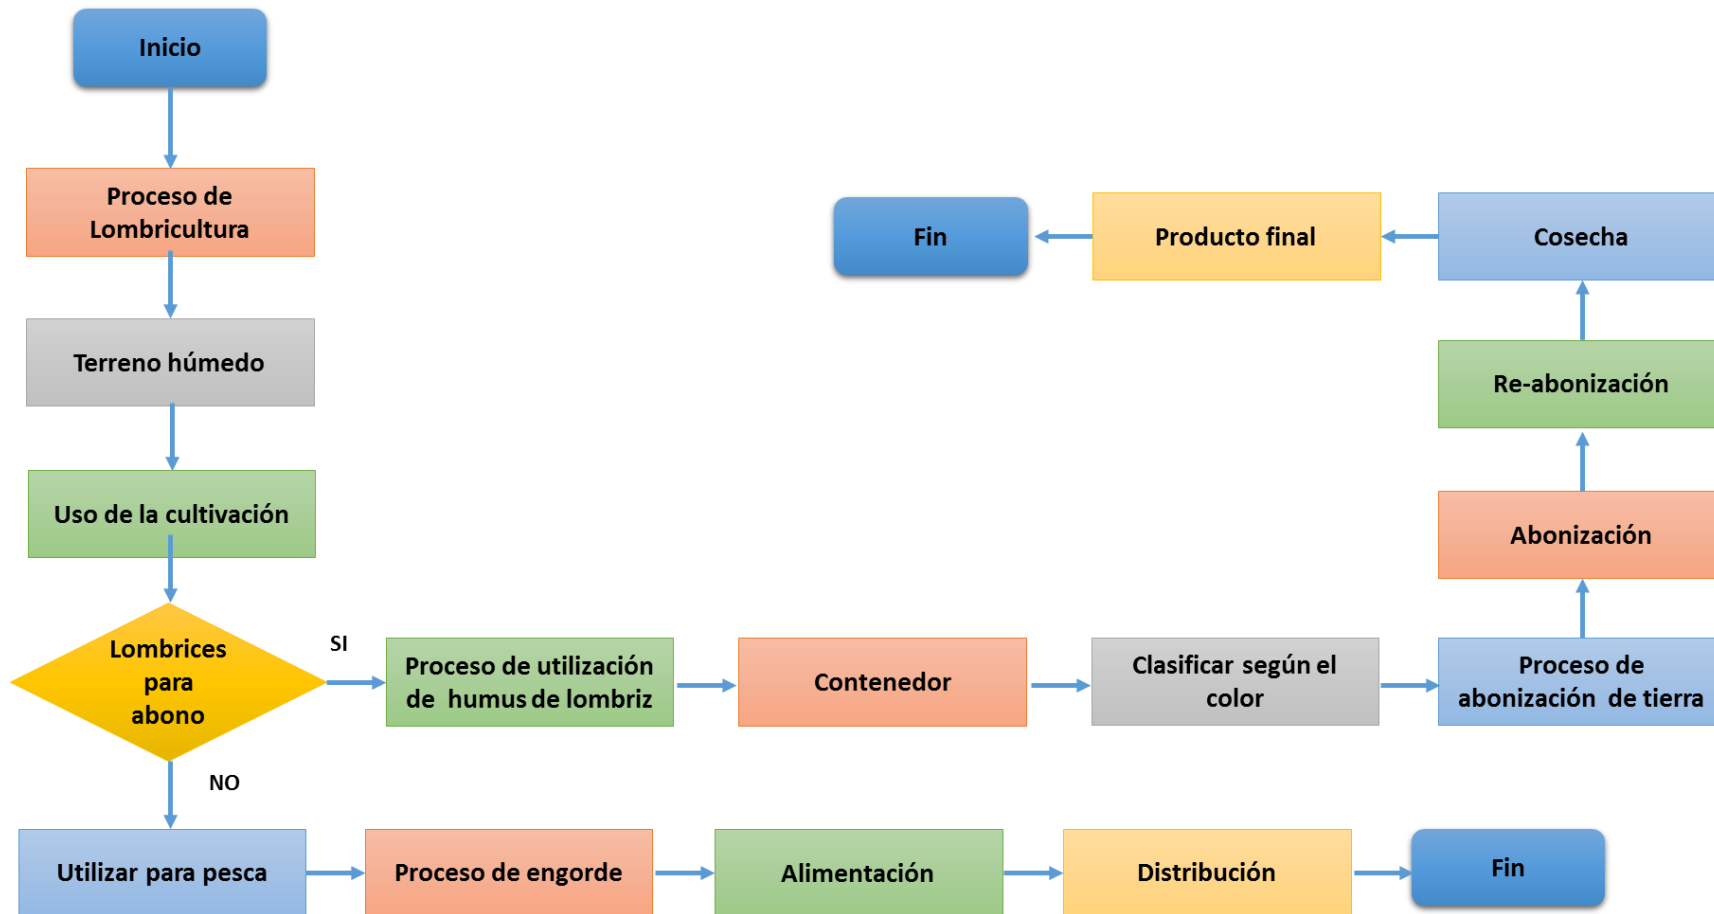 Inicio
Proceso de
Lombricultura
Terreno húmedo
Uso de la cultivación
Lombrices
para
abono
SI
Proceso de utilización
de humus de lombriz
Contenedor
Clasificar según el
color
Proceso de
abonización de tierra
Abonización
Re-abonización
Cosecha
Producto final
Fin
NO
Utilizar para pesca
Proceso de engorde
Alimentación
Distribución
Fin